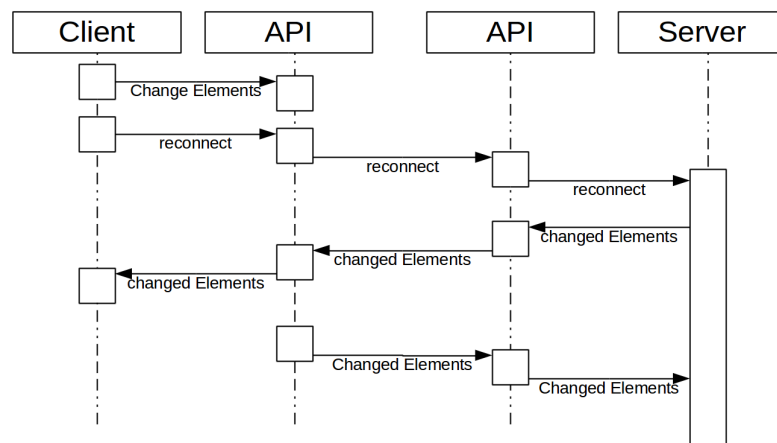 Client
API
API
Server
Change Elements
reconnect
reconnect
reconnect
changed Elements
changed Elements
changed Elements
Changed Elements
Changed Elements